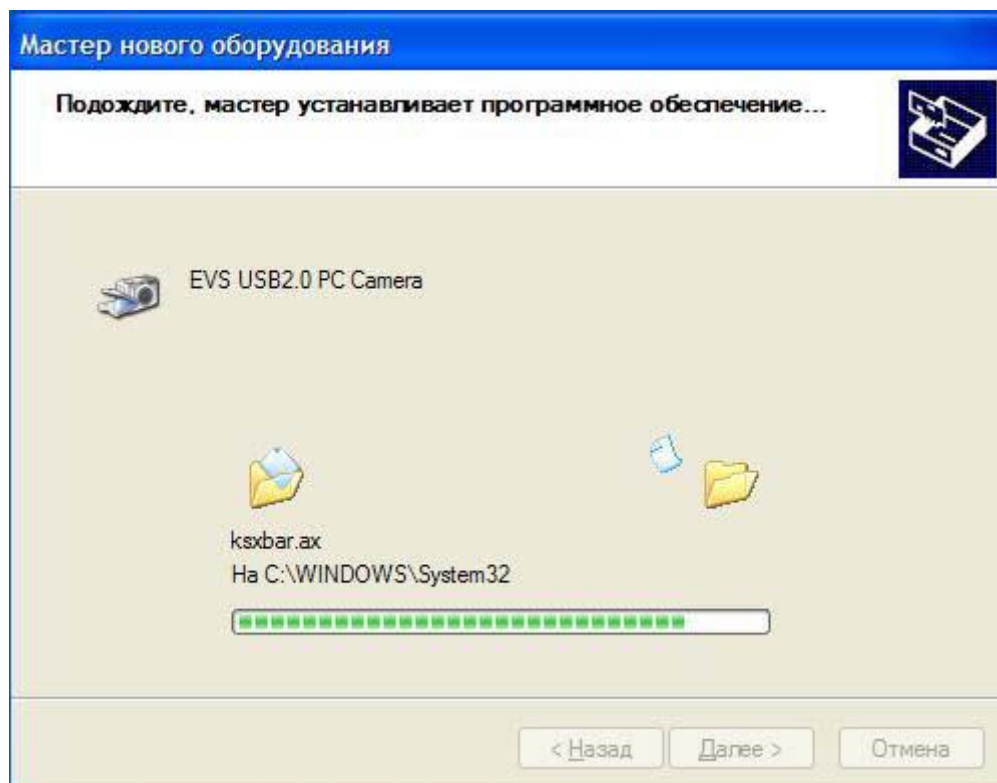 Мастер нового оборудования
Подождите, мастер устанавливает программное обеспечение...
EVS USB2.0 PC Camera
ksxbar.ax
На C:\WINDOWS\System32
< Назад Далее > Отмена